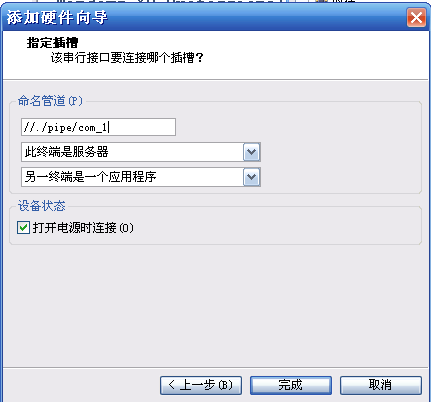 添加硬件向导
指定插槽
该串行接口要连接哪个插槽?
命名管道(P)
//./pipe/com_1
此终端是服务器
另一终端是一个应用程序
设备状态
打开电源时连接(O)
< 上一步(B)
完成
取消